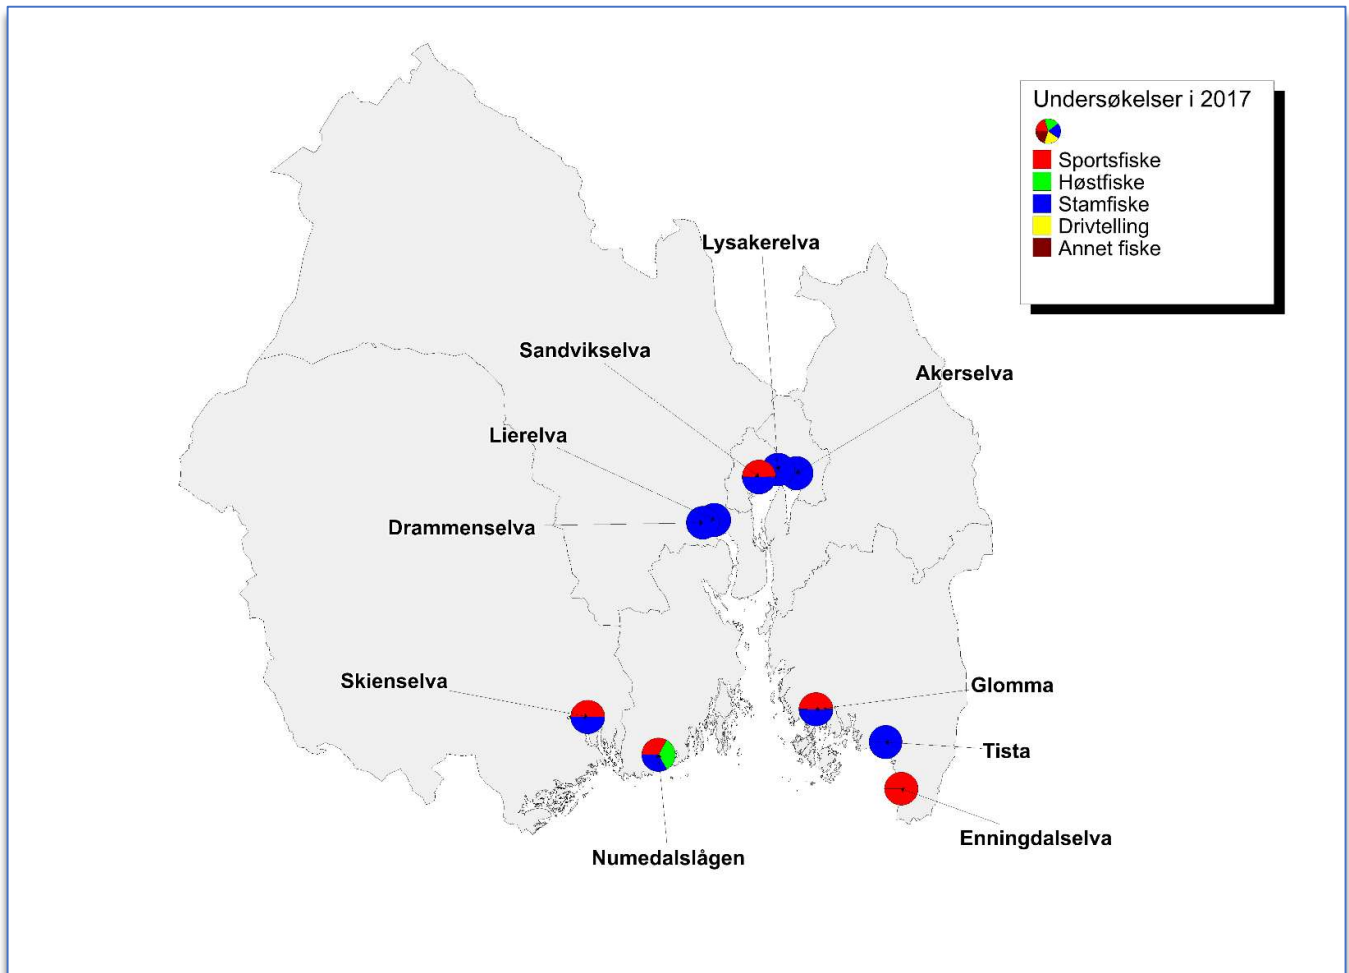 Undersøkelser i 2017
Sportsfiske
Høstfiske
Stamfiske
Drivtelling
Annet fiske
Lysakerelva
Sandvikselva
Akerselva
Lierelva
Drammenselva
Skienselva
Glomma
Tista
Enningdalselva
Numedalslågen